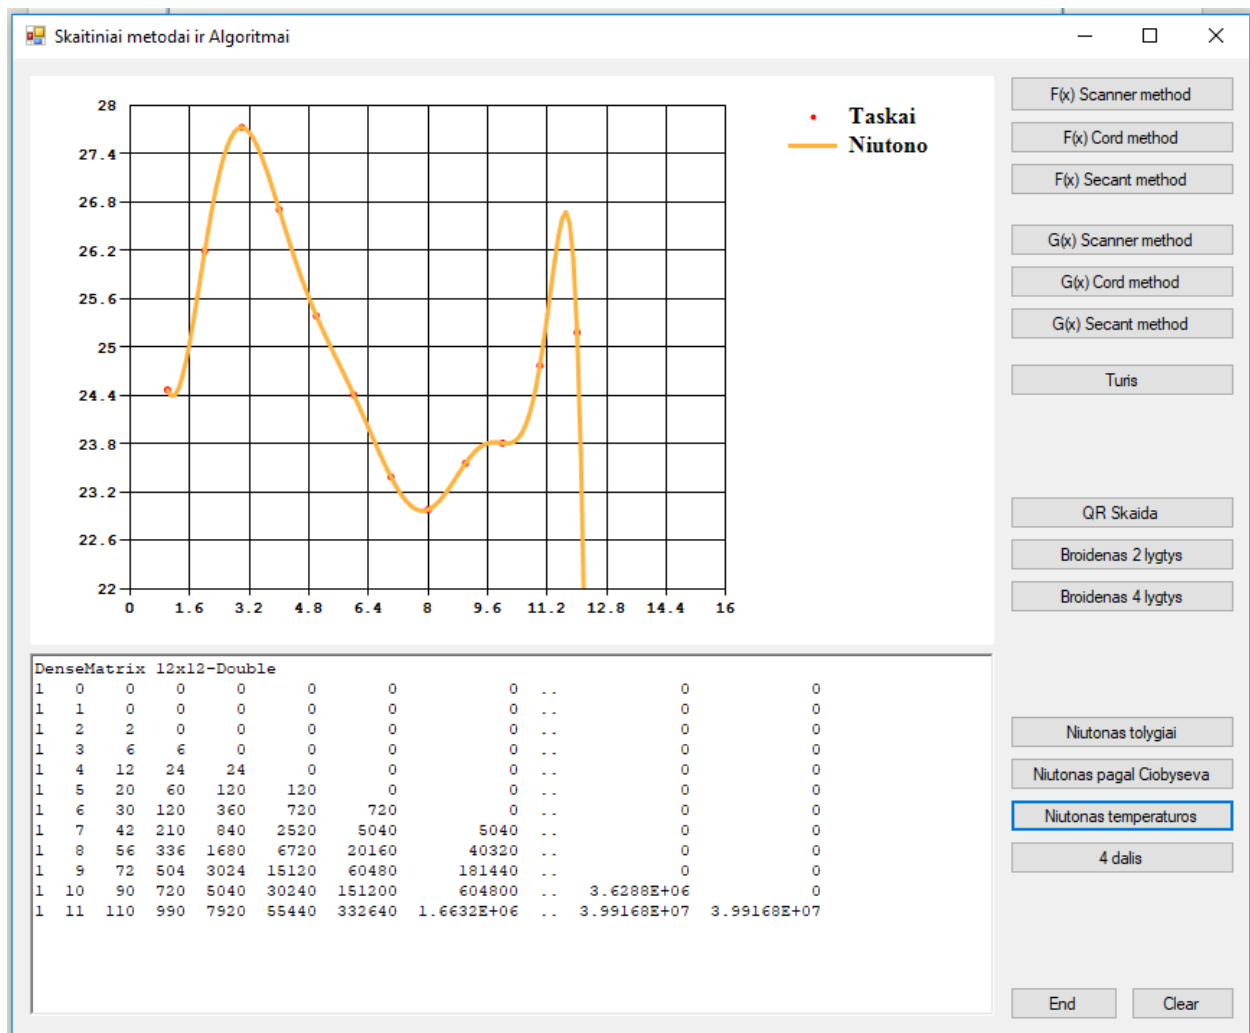 Skaitiniai metodai ir Algoritmai
28
27.4
26.8
26.2
25.6
25
24.4
23.8
23.2
22.6
22
0 1.6 3.2 4.8 6.4 8 9.6 11.2 12.8 14.4 16
Taskai
Niutono
F(x) Scanner method
F(x) Cord method
F(x) Secant method
G(x) Scanner method
G(x) Cord method
G(x) Secant method
Turis
QR Skaida
Broidenas 2 lygtys
Broidenas 4 lygtys
Niutonas tolygiai
Niutonas pagal Ciobyseva
Niutonas temperaturos
4 dalis
DenseMatrix 12x12-Double
1 0 0 0 0 0 0 0 .. 0 0
1 1 0 0 0 0 0 0 .. 0 0
1 2 2 0 0 0 0 0 .. 0 0
1 3 6 6 0 0 0 0 .. 0 0
1 4 12 24 24 0 0 0 .. 0 0
1 5 20 60 120 120 0 0 .. 0 0
1 6 30 120 360 720 720 0 .. 0 0
1 7 42 210 840 2520 5040 5040 .. 0 0
1 8 56 336 1680 6720 20160 40320 .. 0 0
1 9 72 504 3024 15120 60480 181440 .. 0 0
1 10 90 720 5040 30240 151200 604800 .. 3.6288E+06 0
1 11 110 990 7920 55440 332640 1.6632E+06 .. 3.99168E+07 3.99168E+07
End
Clear